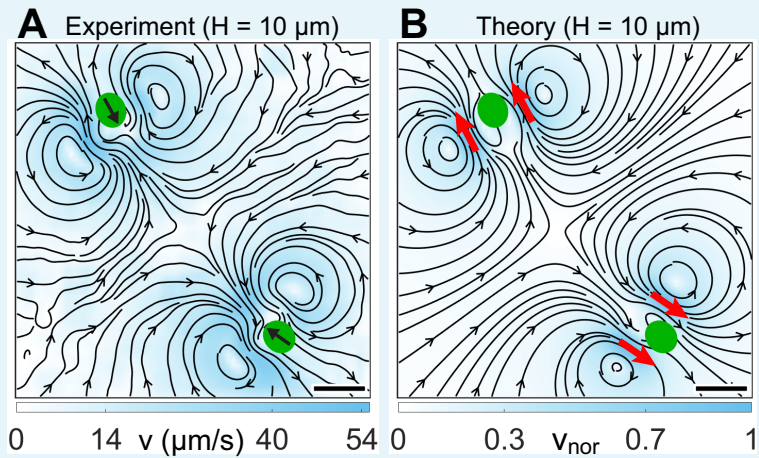 A Experiment (H = 10 µm)
B Theory (H = 10 µm)
0 14 v (µm/s) 40 54
0 0.3 vnor 0.7 1